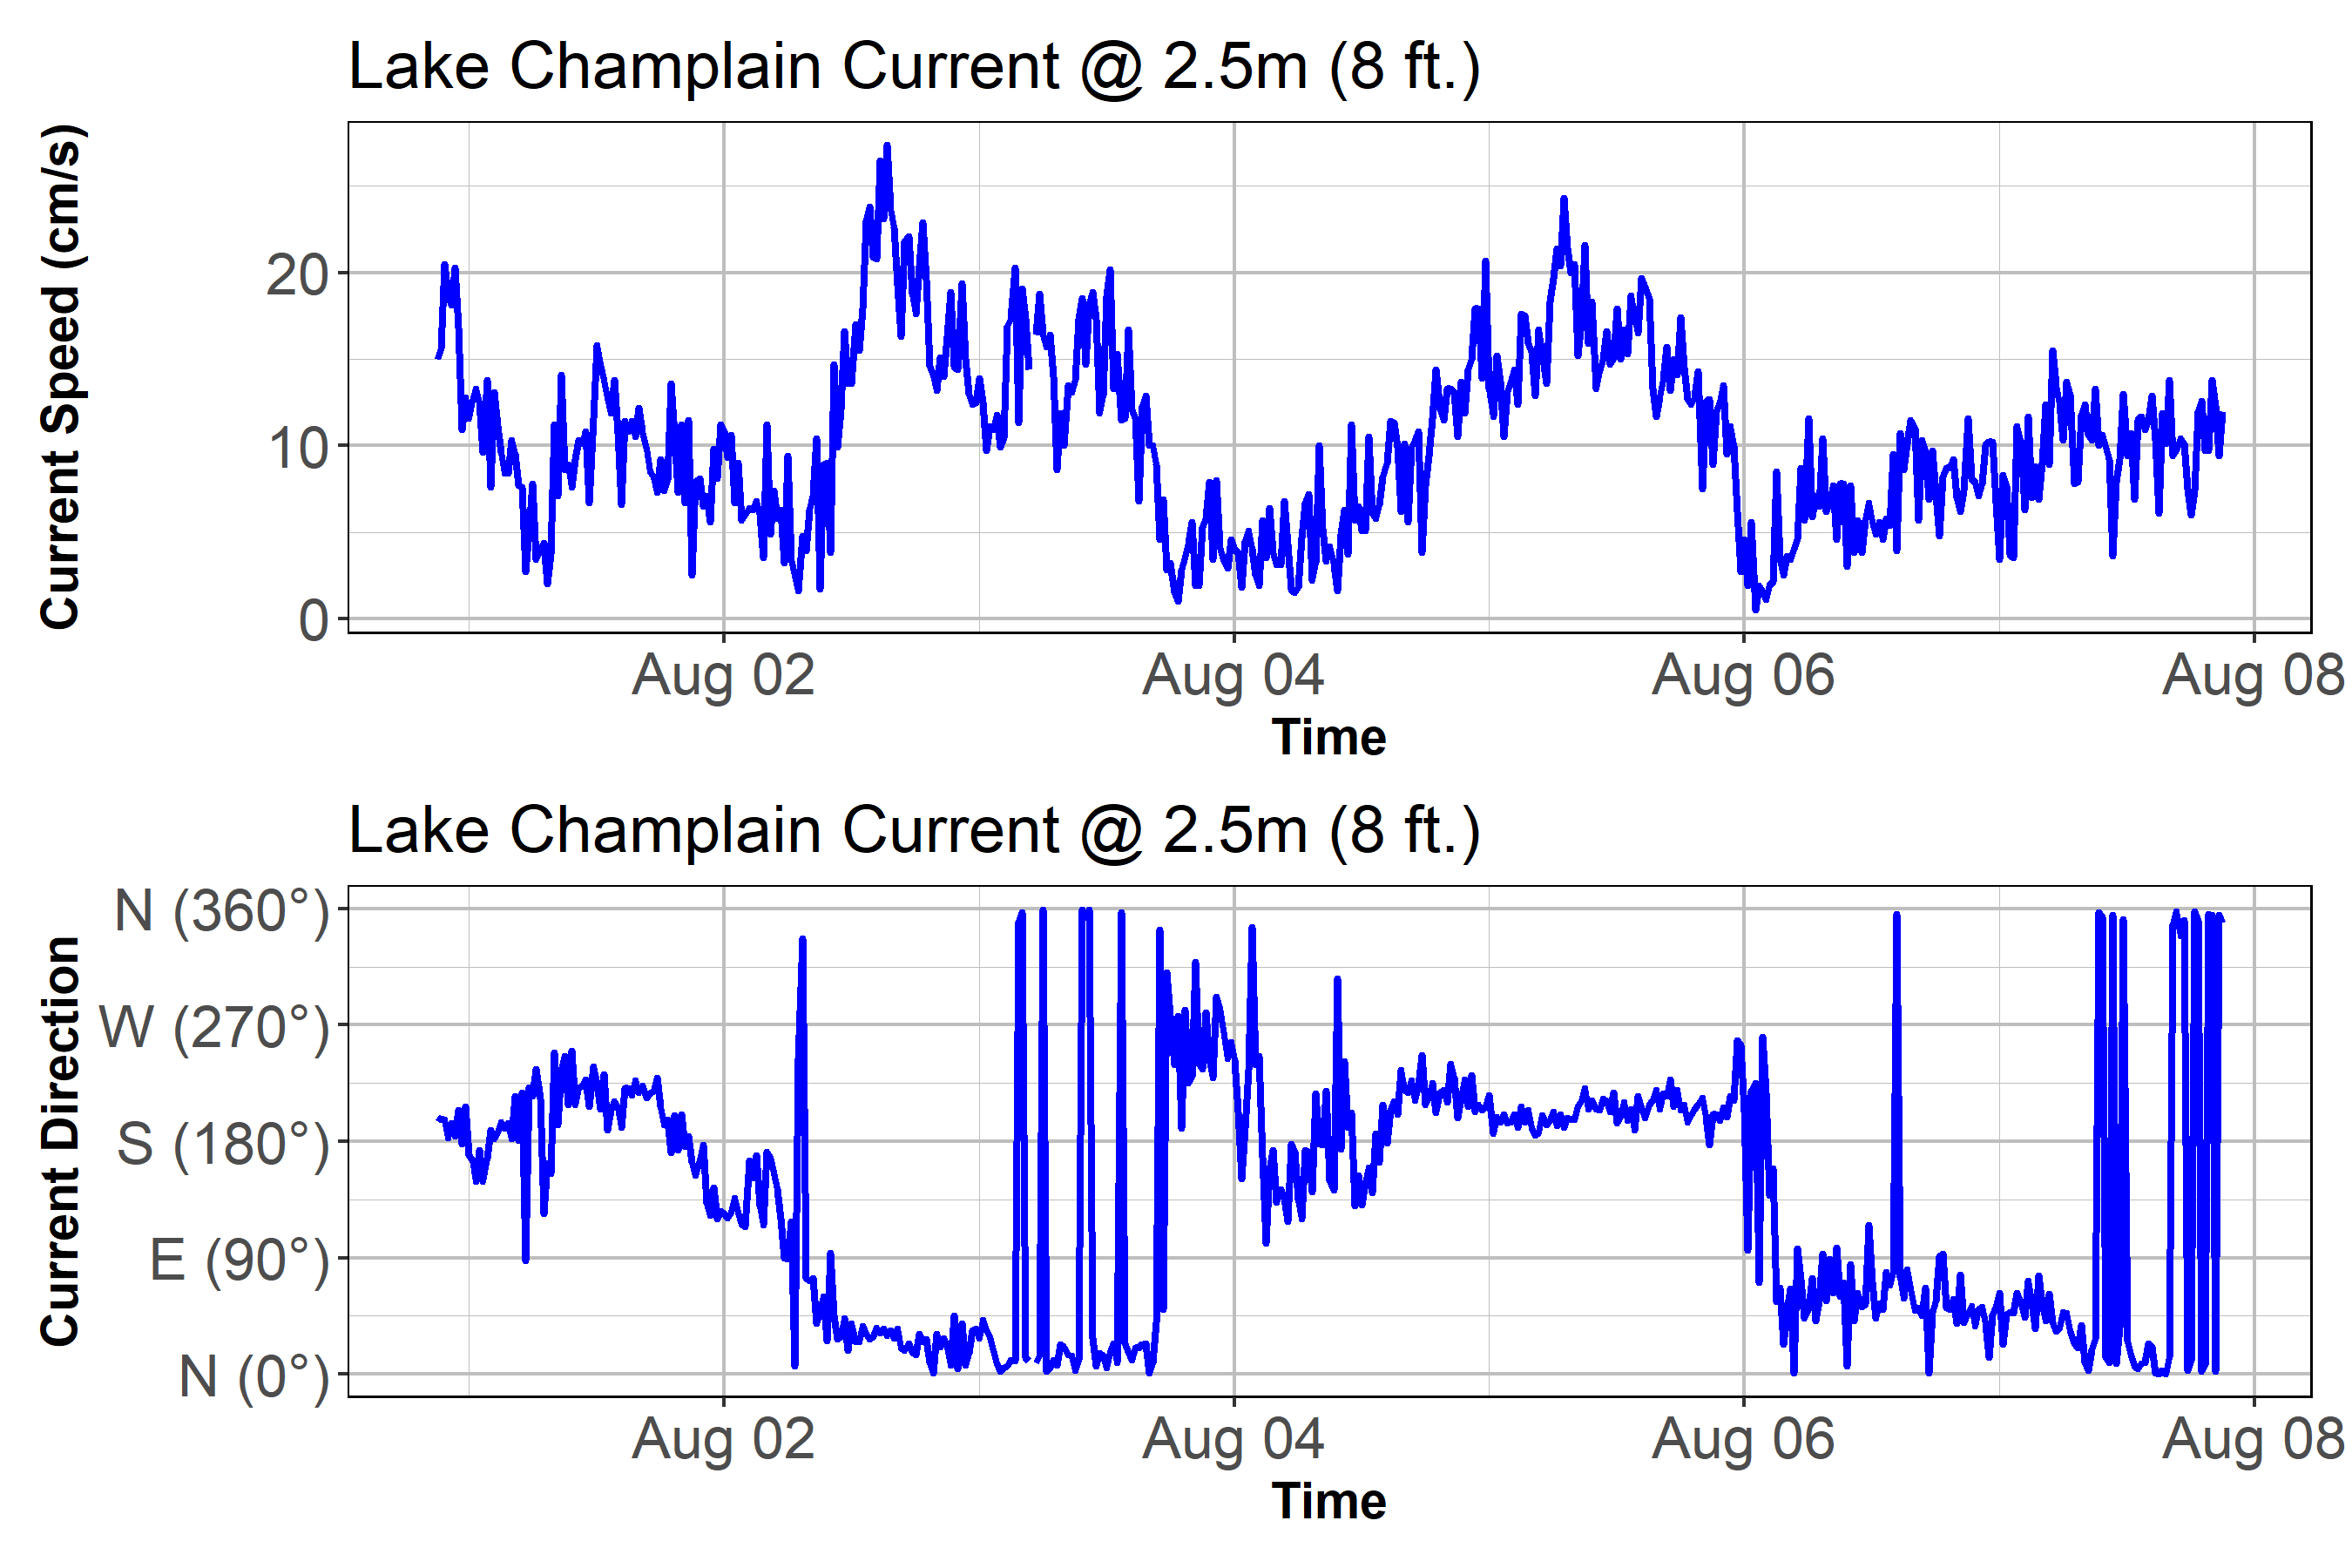 Lake Champlain Current @ 2.5m (8 ft.)
Current Speed (cm/s)
20
10
0
Aug 02 Aug 04 Aug 06 Aug 08
Time
Lake Champlain Current @ 2.5m (8 ft.)
Current Direction
N (360°)
W (270°)
S (180°)
E (90°)
N (0°)
Aug 02 Aug 04 Aug 06 Aug 08
Time